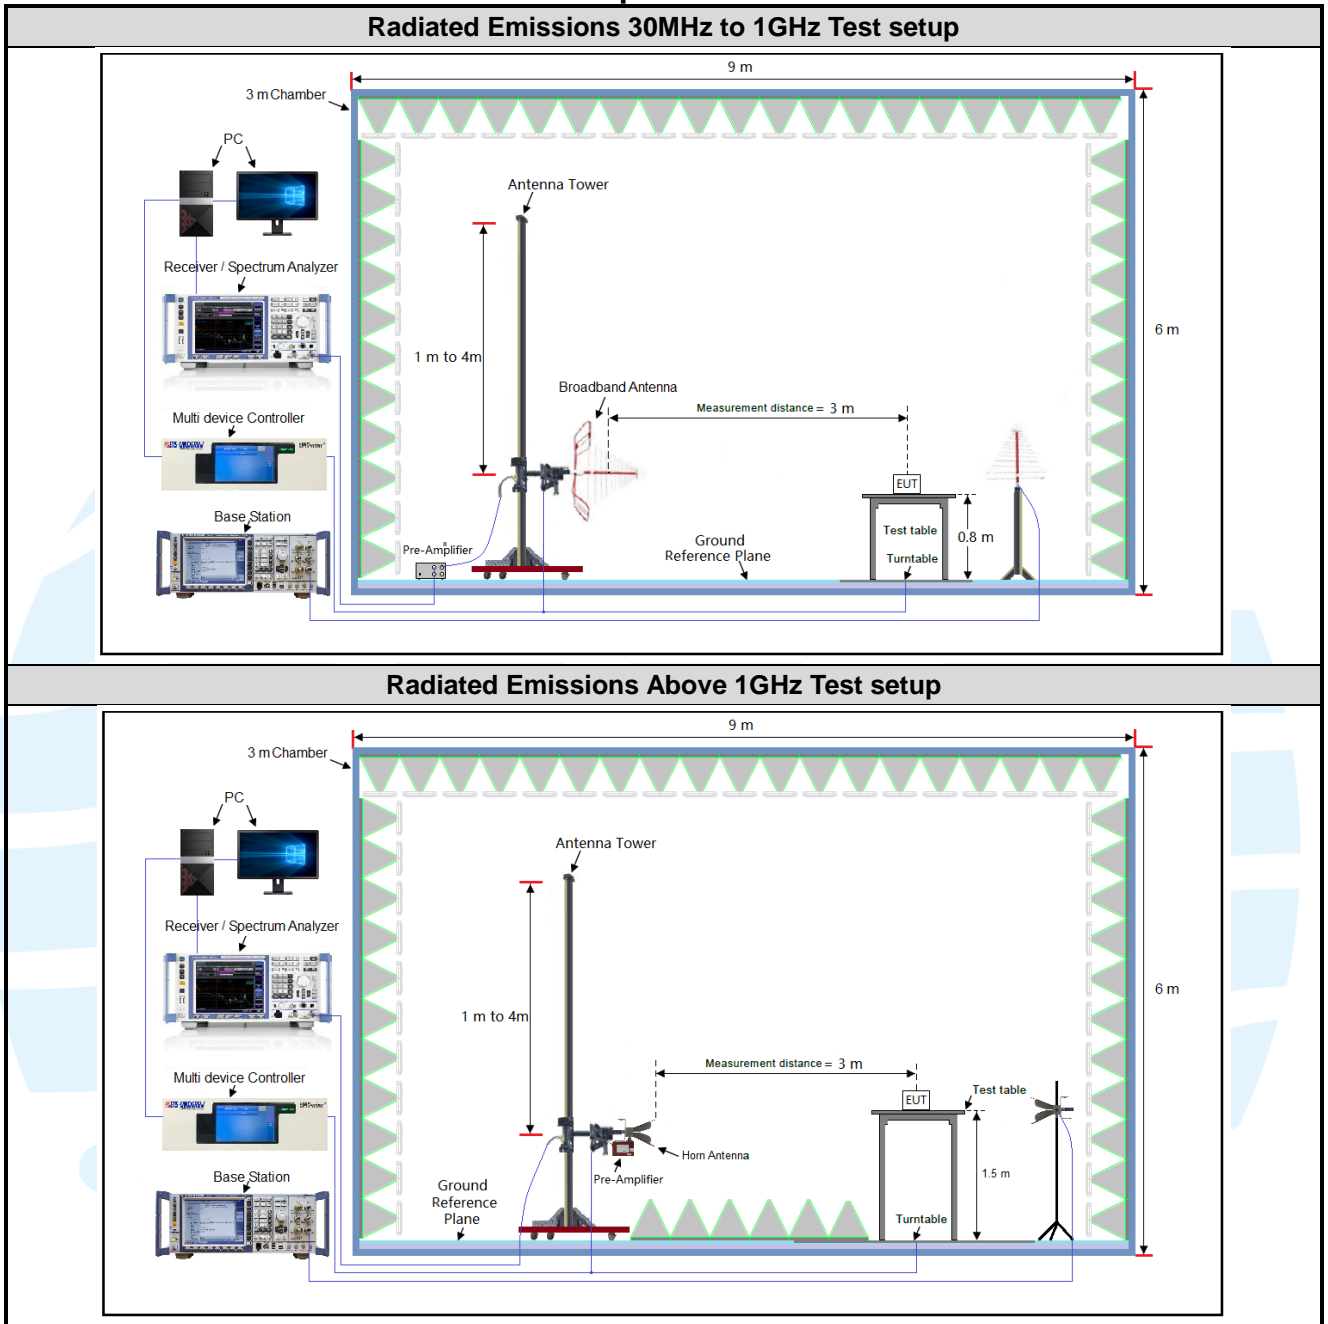 Radiated Emissions 30MHz to 1GHz Test setup
9 m
3 m Chamber
PC
Antenna Tower
Receiver / Spectrum Analyzer
6 m
1 m to 4m
Broadband Antenna
Measurement distance = 3 m
Multi device Controller
EUT
Base Station
Test table
0.8 m
Ground
Reference Plane
Pre-Amplifier
Turntable
Radiated Emissions Above 1GHz Test setup
9 m
3 m Chamber
PC
Antenna Tower
Receiver / Spectrum Analyzer
6 m
1 m to 4m
Measurement distance = 3 m
Multi device Controller
EUT
Test table
Horn Antenna
Pre-Amplifier
1.5 m
Base Station
Ground
Reference
Plane
Turntable